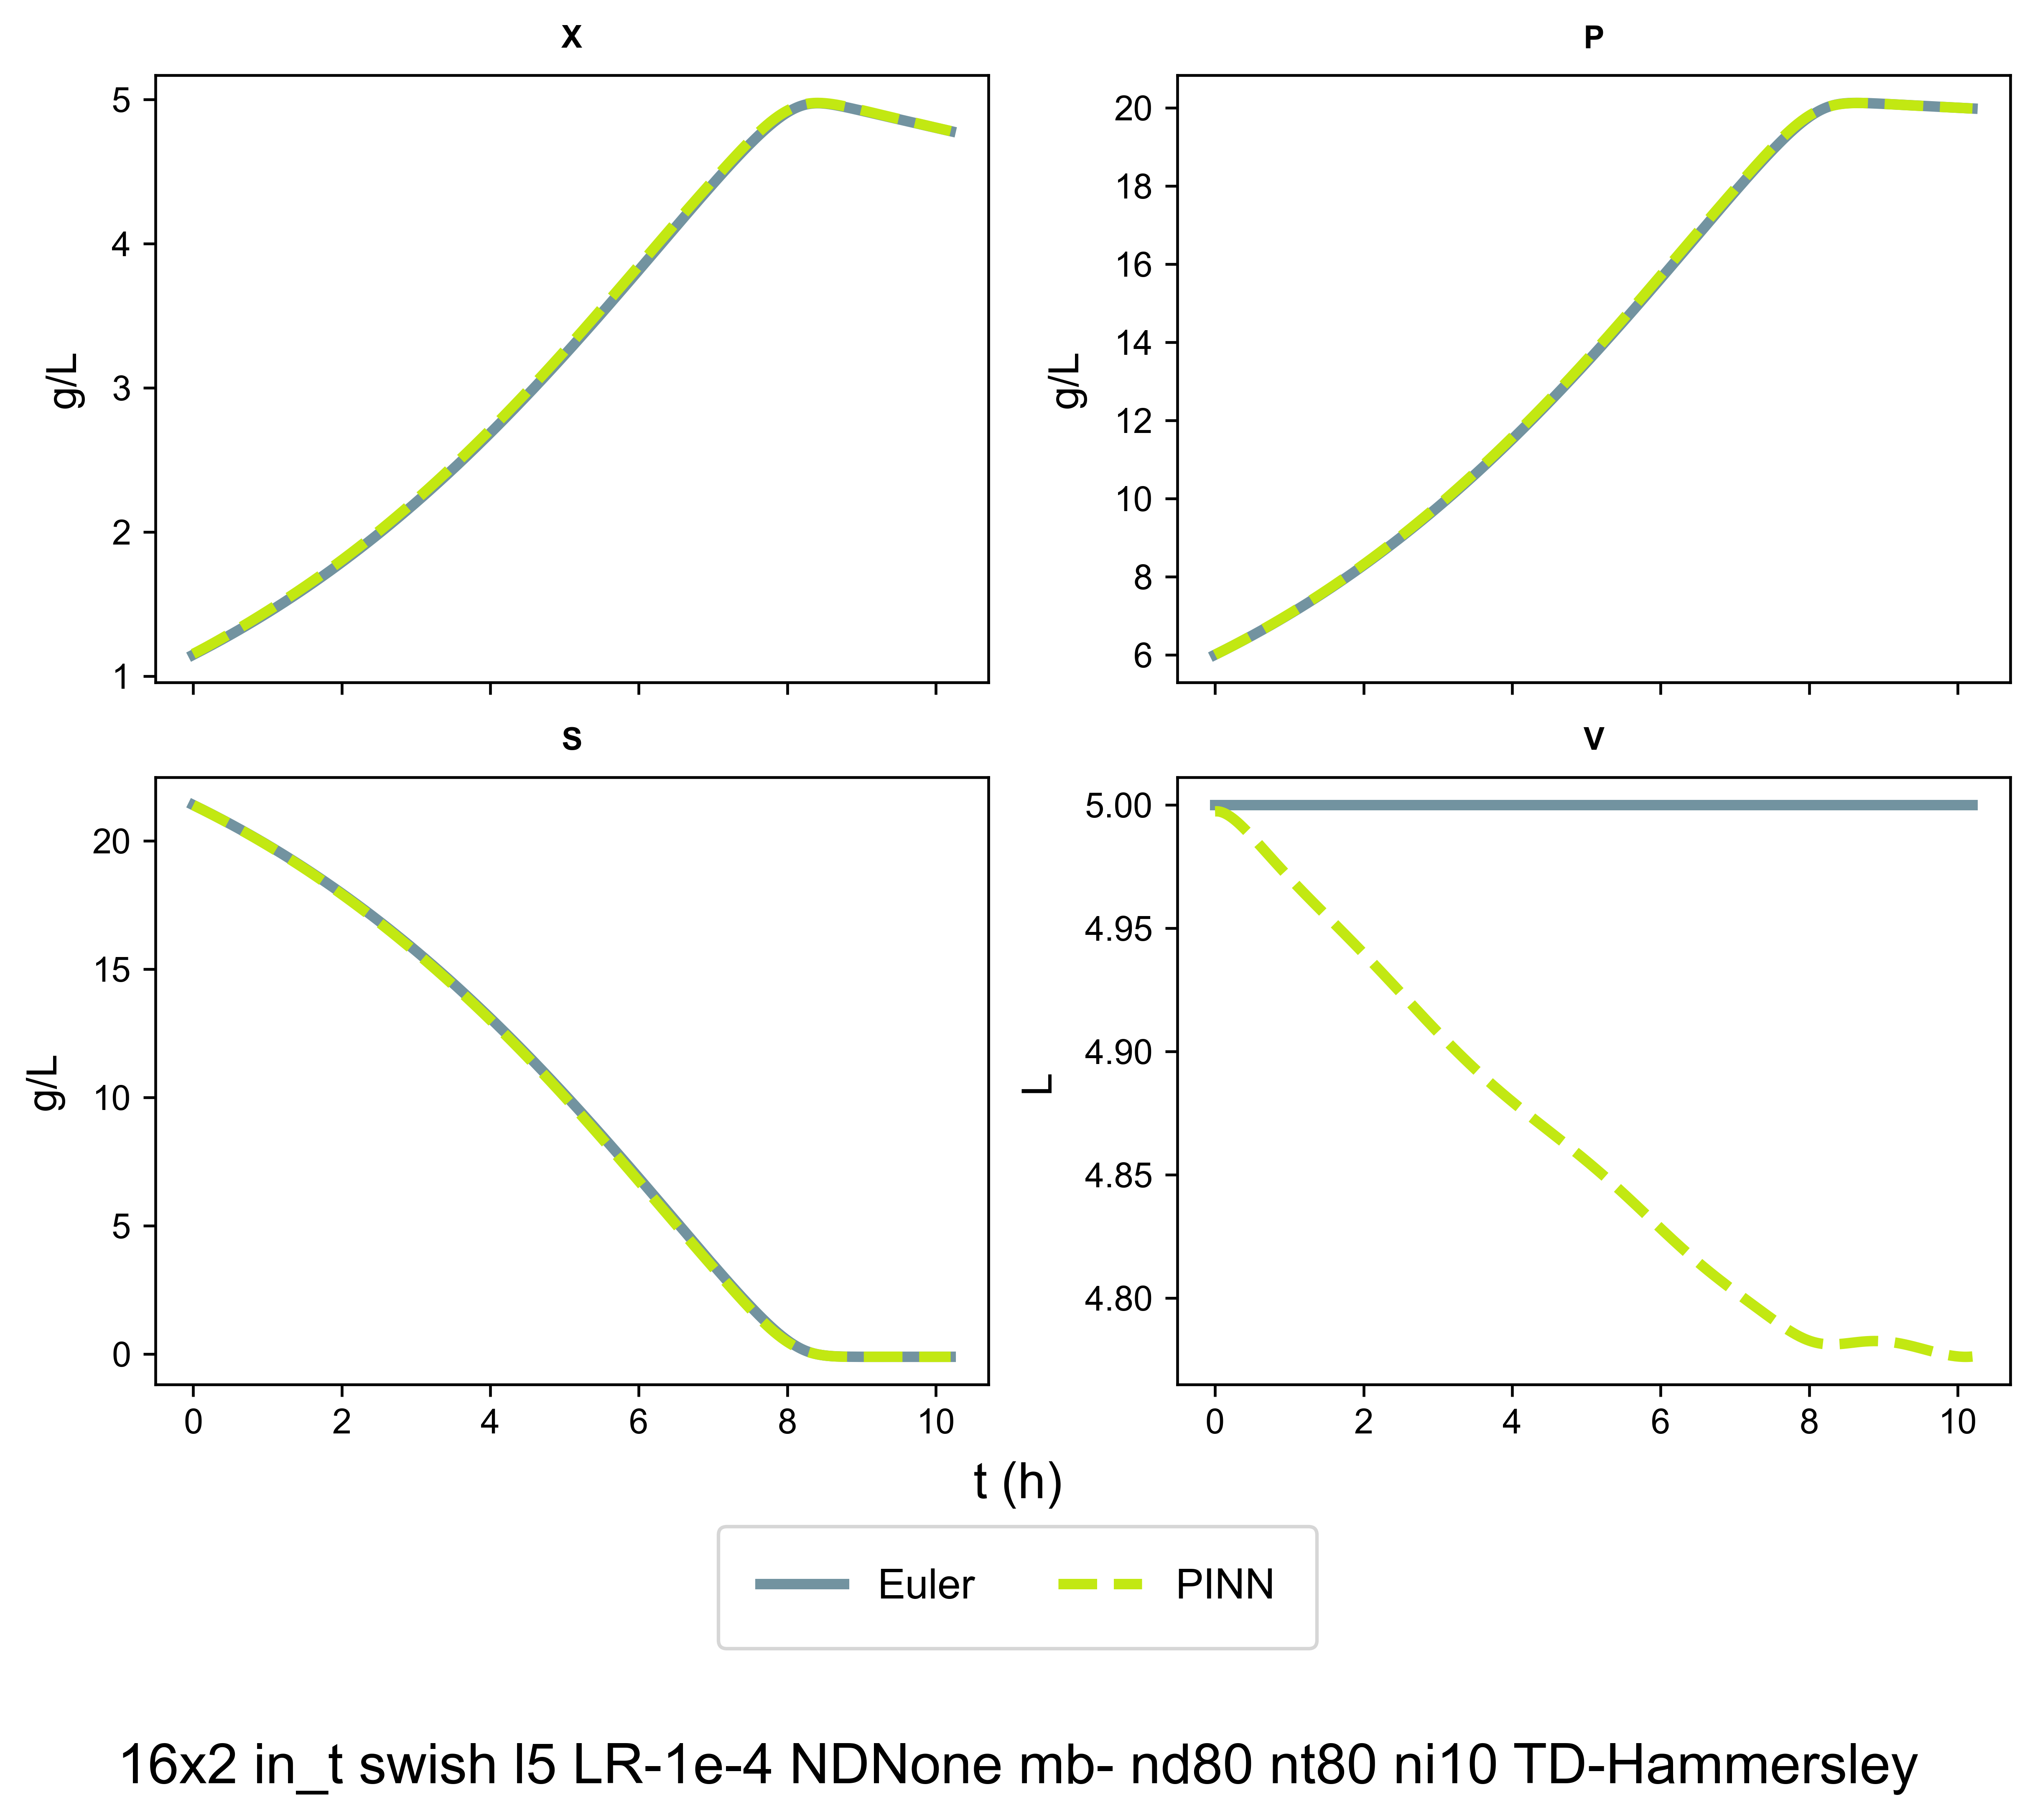 X
5
4
3
2
1
g/L
P
20
18
16
14
12
10
8
6
g/L
S
20
15
10
5
0
g/L
0 2 4 6 8 10
V
5.00
4.95
4.90
4.85
4.80
L
0 2 4 6 8 10
t (h)
Euler PINN
16x2 in_t swish l5 LR-1e-4 NDNone mb- nd80 nt80 ni10 TD-Hammersley